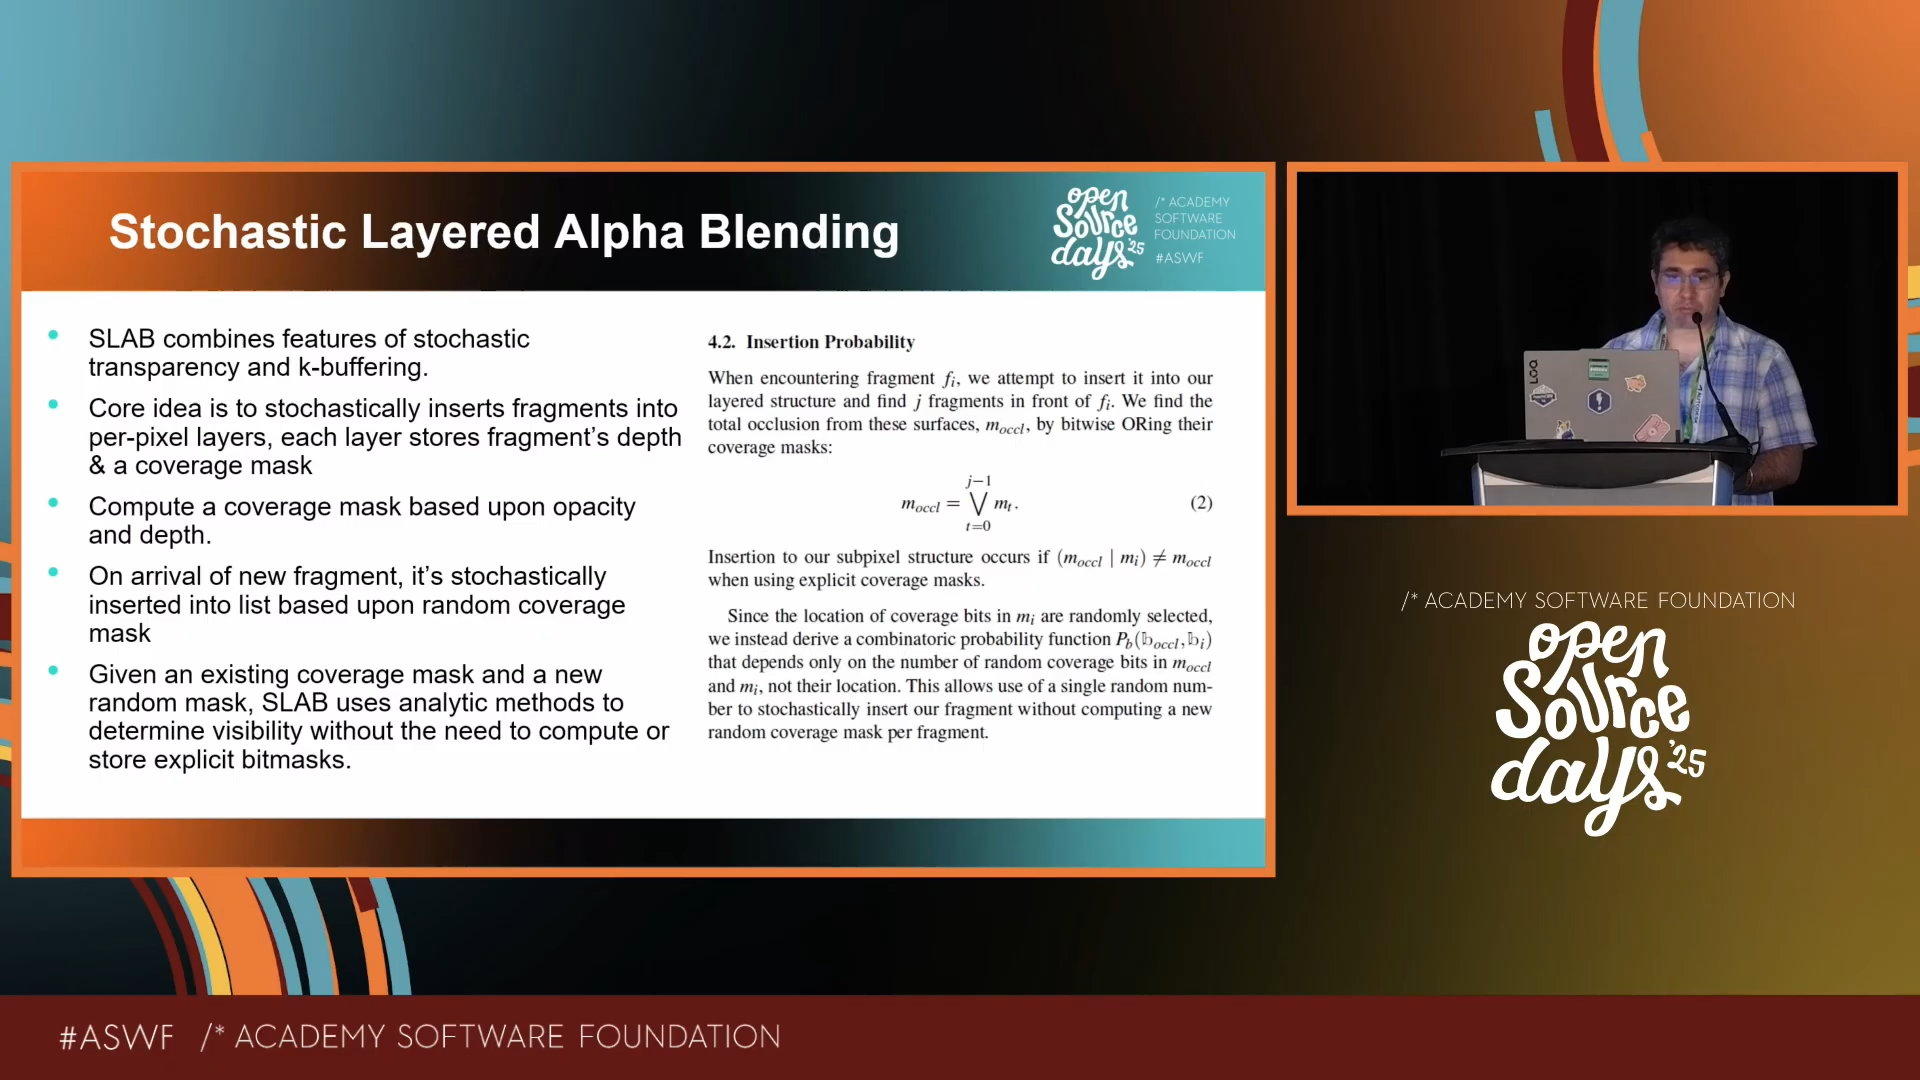 Stochastic Layered Alpha Blending
open
Source
days '25
/* ACADEMY
SOFTWARE
FOUNDATION
#ASWF
SLAB combines features of stochastic
transparency and k-buffering.
Core idea is to stochastically inserts fragments into
per-pixel layers, each layer stores fragment's depth
& a coverage mask
Compute a coverage mask based upon opacity
and depth.
On arrival of new fragment, it's stochastically
inserted into list based upon random coverage
mask
Given an existing coverage mask and a new
random mask, SLAB uses analytic methods to
determine visibility without the need to compute or
store explicit bitmasks.
4.2. Insertion Probability
When encountering fragment fᵢ, we attempt to insert it into our
layered structure and find j fragments in front of fᵢ. We find the
total occlusion from these surfaces, m_occl, by bitwise ORing their
coverage masks:
m_occl = ⋁_{t=0}^{j−1} m_t. (2)
Insertion to our subpixel structure occurs if (m_occl | mᵢ) ≠ m_occl
when using explicit coverage masks.
Since the location of coverage bits in mᵢ are randomly selected,
we instead derive a combinatoric probability function P_b(𝕓_occl, 𝕓ᵢ)
that depends only on the number of random coverage bits in m_occl
and mᵢ, not their location. This allows use of a single random num-
ber to stochastically insert our fragment without computing a new
random coverage mask per fragment.
LOQ
/* ACADEMY SOFTWARE FOUNDATION
open
Source
days '25
#ASWF /* ACADEMY SOFTWARE FOUNDATION